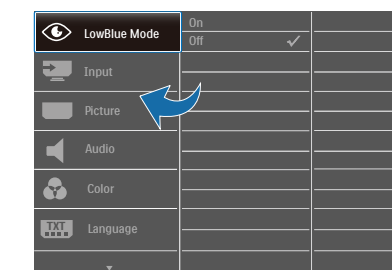 LowBlue Mode
On
Off
Input
Picture
Audio
Color
TXT
Language